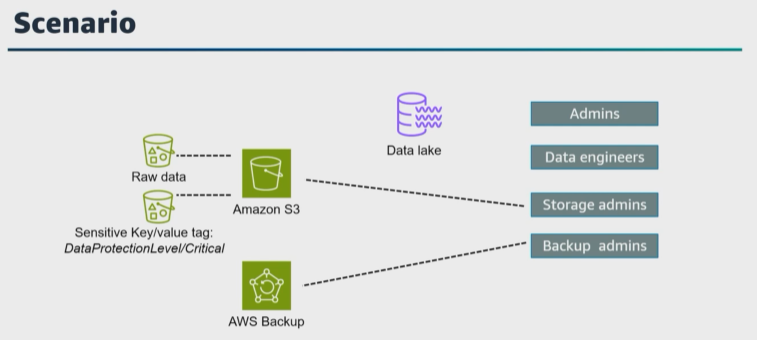 Scenario
Data lake
Admins
Data engineers
Storage admins
Backup admins
Raw data
Amazon S3
Sensitive Key/value tag:
DataProtectionLevel/Critical
AWS Backup